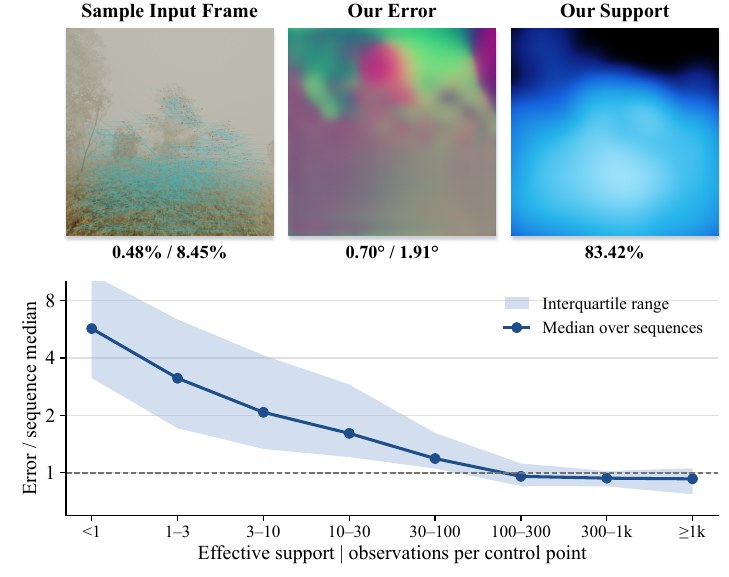 Sample Input Frame
Our Error
Our Support
0.48% / 8.45%
0.70° / 1.91°
83.42%
Error / sequence median
8
4
2
1
Interquartile range
Median over sequences
<1
1–3
3–10
10–30
30–100
100–300
300–1k
≥1k
Effective support | observations per control point